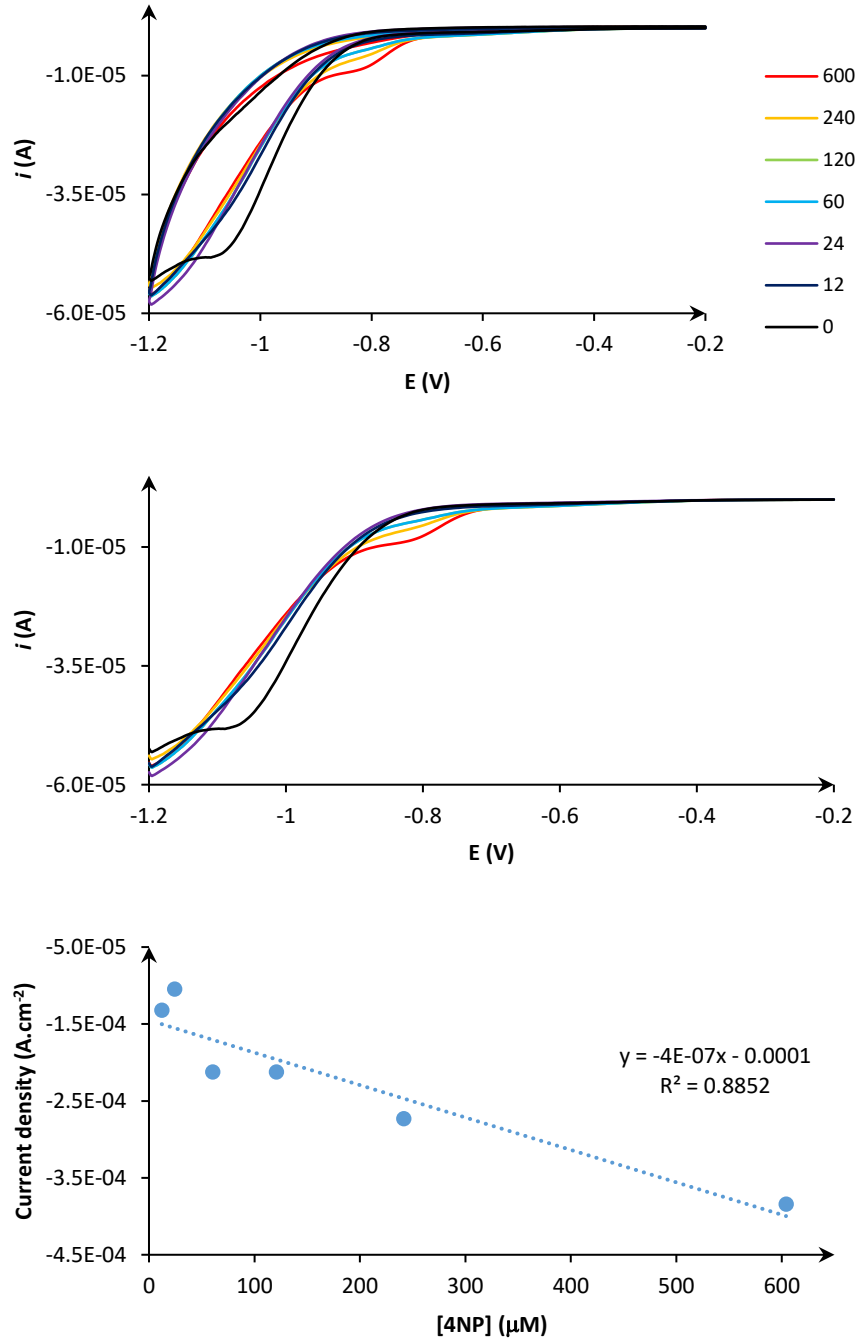 -1.0E-05
-3.5E-05
-6.0E-05
i (A)
-1.2
-1
-0.8
-0.6
-0.4
-0.2
E (V)
600
240
120
60
24
12
0
-1.0E-05
-3.5E-05
-6.0E-05
i (A)
-1.2
-1
-0.8
-0.6
-0.4
-0.2
E (V)
-5.0E-05
-1.5E-04
-2.5E-04
-3.5E-04
-4.5E-04
Current density (A.cm⁻²)
y = -4E-07x - 0.0001
R² = 0.8852
0
100
200
300
400
500
600
[4NP] (μM)